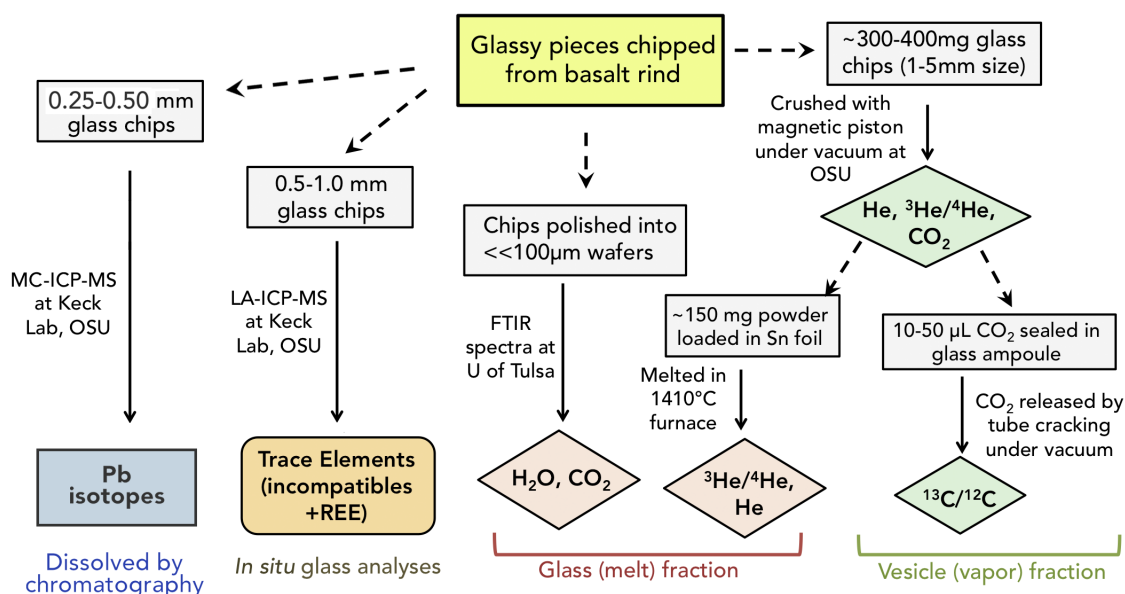 Glassy pieces chipped
from basalt rind
~300-400mg glass
chips (1-5mm size)
0.25-0.50 mm
glass chips
Crushed with
magnetic piston
under vacuum at
OSU
0.5-1.0 mm
glass chips
Chips polished into
<<100µm wafers
He, ³He/⁴He,
CO₂
MC-ICP-MS
at Keck
Lab, OSU
LA-ICP-MS
at Keck
Lab, OSU
FTIR
spectra at
U of Tulsa
~150 mg powder
loaded in Sn foil
10-50 µL CO₂ sealed in
glass ampoule
Melted in
1410°C
furnace
CO₂ released by
tube cracking
under vacuum
Pb
isotopes
Trace Elements
(incompatibles
+REE)
H₂O, CO₂
³He/⁴He,
He
¹³C/¹²C
Dissolved by
chromatography
In situ glass analyses
Glass (melt) fraction
Vesicle (vapor) fraction